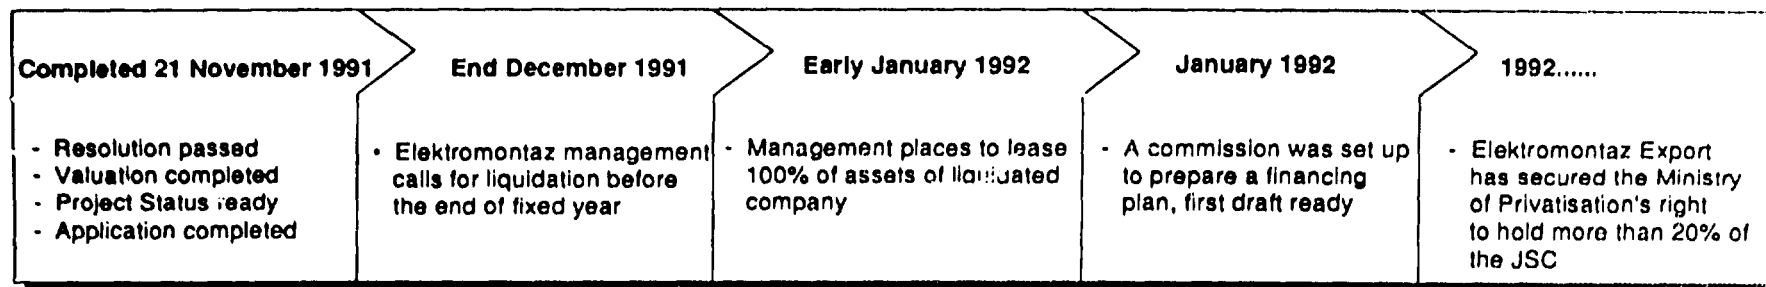 Completed 21 November 1991
End December 1991
Early January 1992
January 1992
1992......
- Resolution passed
- Valuation completed
- Project Status ready
- Application completed
• Elektromontaz management
calls for liquidation before
the end of fixed year
- Management places to lease
100% of assets of liquidated
company
- A commission was set up
to prepare a financing
plan, first draft ready
- Elektromontaz Export
has secured the Ministry
of Privatisation's right
to hold more than 20% of
the JSC